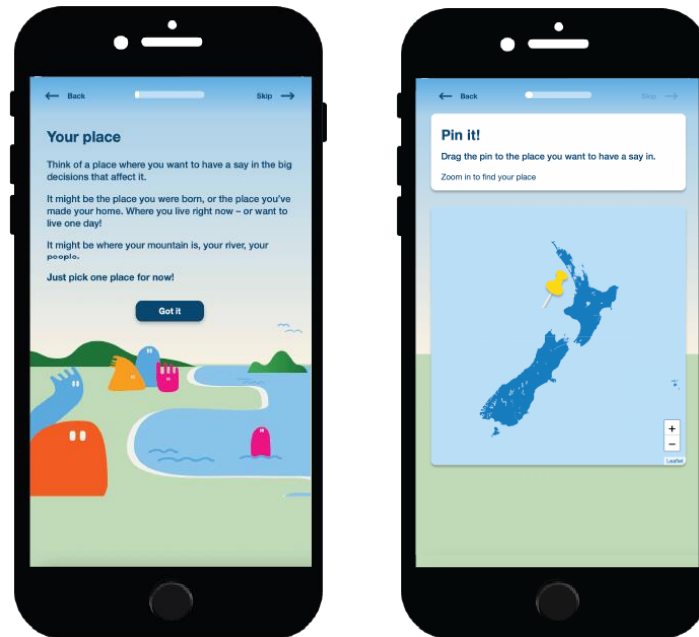 Back
Skip
Your place
Think of a place where you want to have a say in the big
decisions that affect it.
It might be the place you were born, or the place you've
made your home. Where you live right now – or want to
live one day!
It might be where your mountain is, your river, your
people.
Just pick one place for now!
Got it
Back
Skip
Pin it!
Drag the pin to the place you want to have a say in.
Zoom in to find your place
+
−
Leaflet